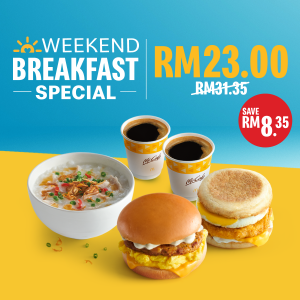 WEEKEND
BREAKFAST
SPECIAL
RM23.00
RM31.35
SAVE
RM8.35
McCafé
McCafé